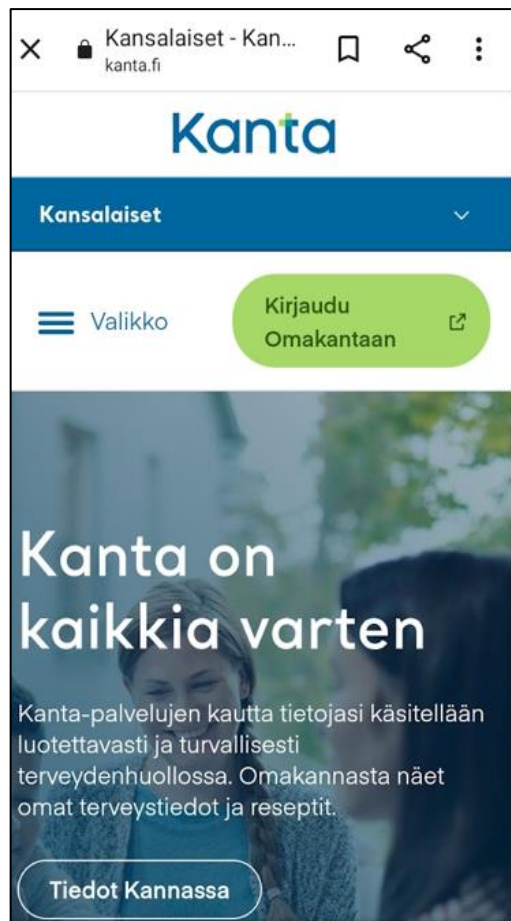 Kansalaiset - Kan...
kanta.fi
Kanta
Kansalaiset
Valikko
Kirjaudu
Omakantaan
Kanta on
kaikkia varten
Kanta-palvelujen kautta tietojasi käsitellään
luotettavasti ja turvallisesti
terveydenhuollossa. Omakannasta näet
omat terveystiedot ja reseptit.
Tiedot Kannassa